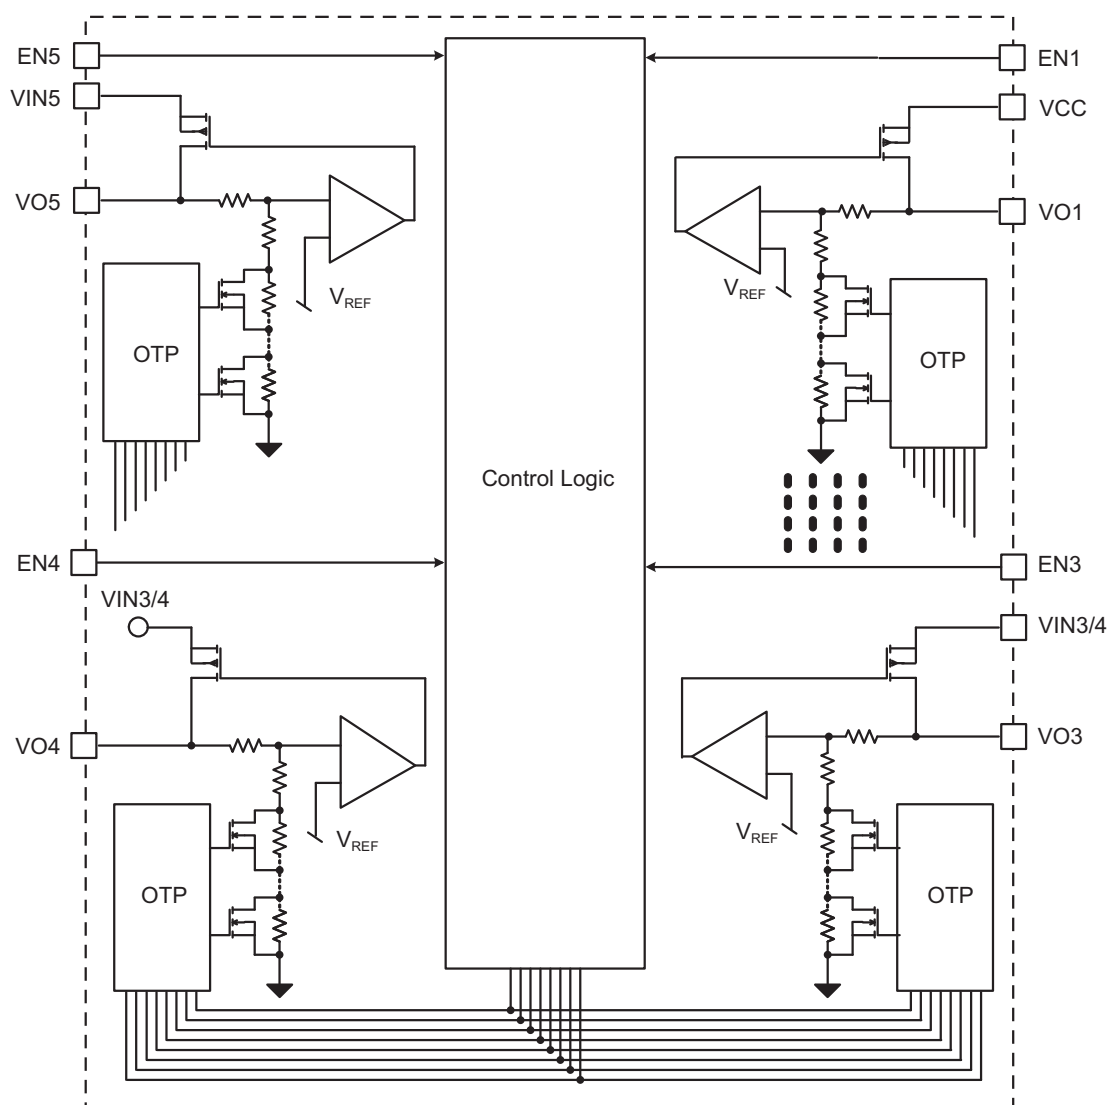 EN5
EN1
VIN5
VCC
VO5
VO1
VREF
VREF
OTP
OTP
Control Logic
EN4
EN3
VIN3/4
VIN3/4
VO4
VO3
VREF
VREF
OTP
OTP